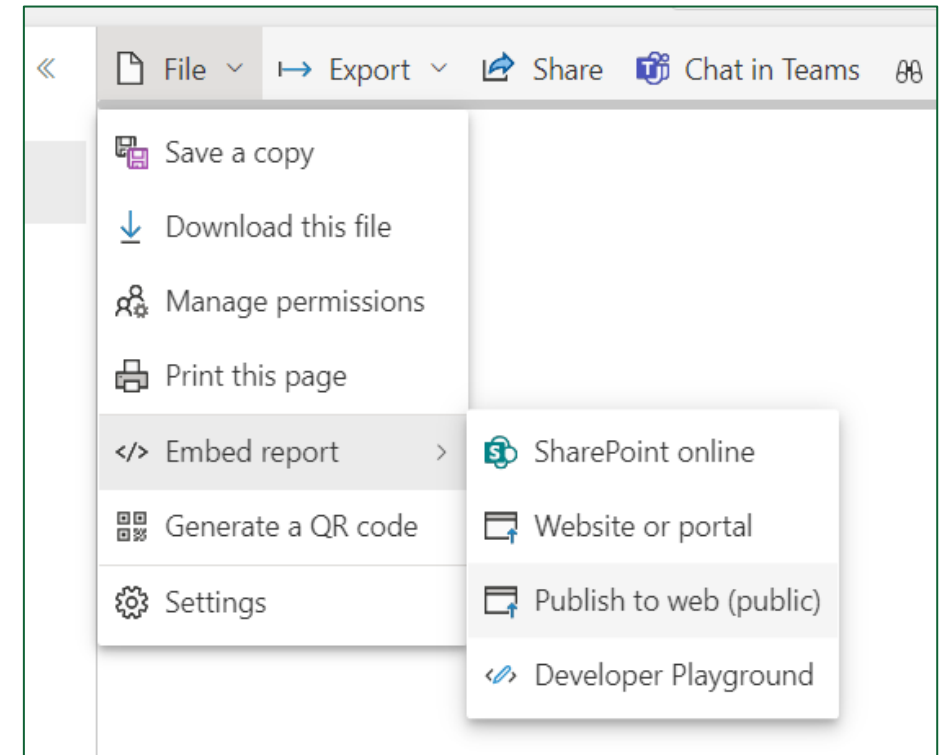 File Export Share Chat in Teams
Save a copy
Download this file
Manage permissions
Print this page
Embed report
SharePoint online
Generate a QR code
Website or portal
Settings
Publish to web (public)
Developer Playground